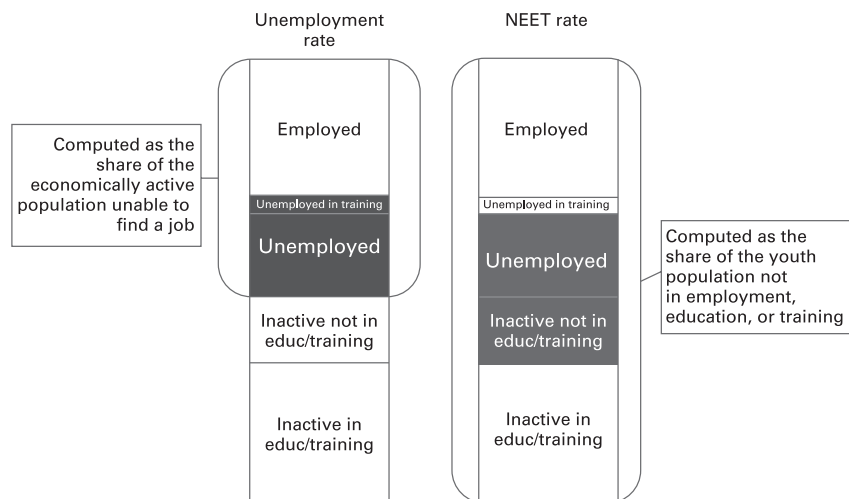 Unemployment
rate
NEET rate
Employed
Employed
Computed as the
share of the
economically active
population unable to
find a job
Unemployed in training
Unemployed in training
Unemployed
Unemployed
Computed as the
share of the youth
population not
in employment,
education, or training
Inactive not in
educ/training
Inactive not in
educ/training
Inactive in
educ/training
Inactive in
educ/training